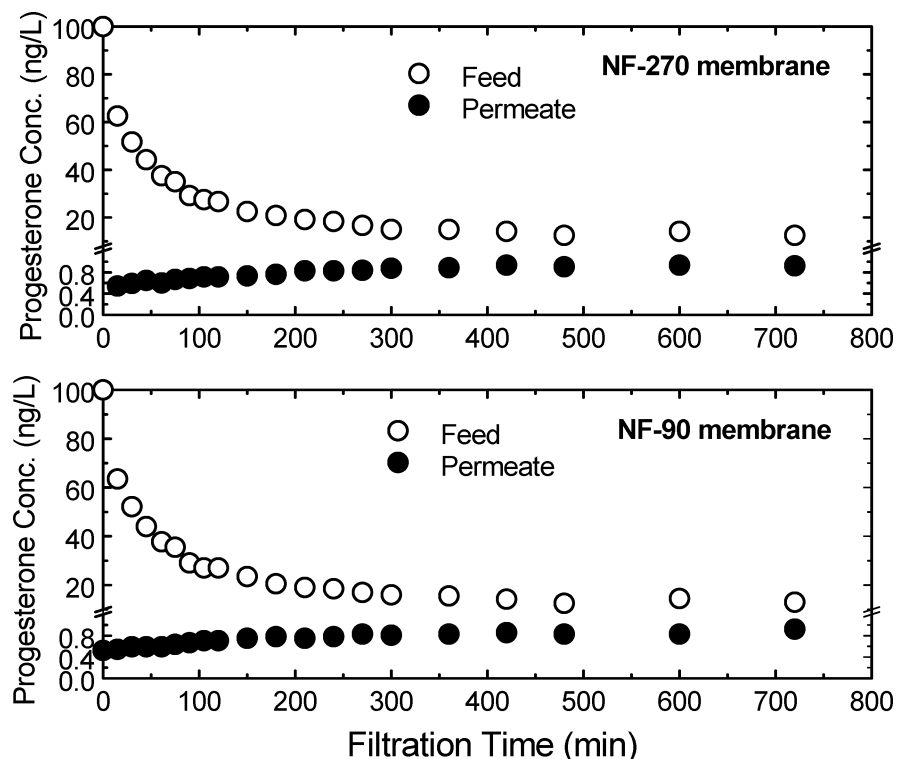 Progesterone Conc. (ng/L)
100
80
60
40
20
0.8
0.4
0.0
NF-270 membrane
Feed
Permeate
0 100 200 300 400 500 600 700 800
Progesterone Conc. (ng/L)
100
80
60
40
20
0.8
0.4
0.0
NF-90 membrane
Feed
Permeate
0 100 200 300 400 500 600 700 800
Filtration Time (min)